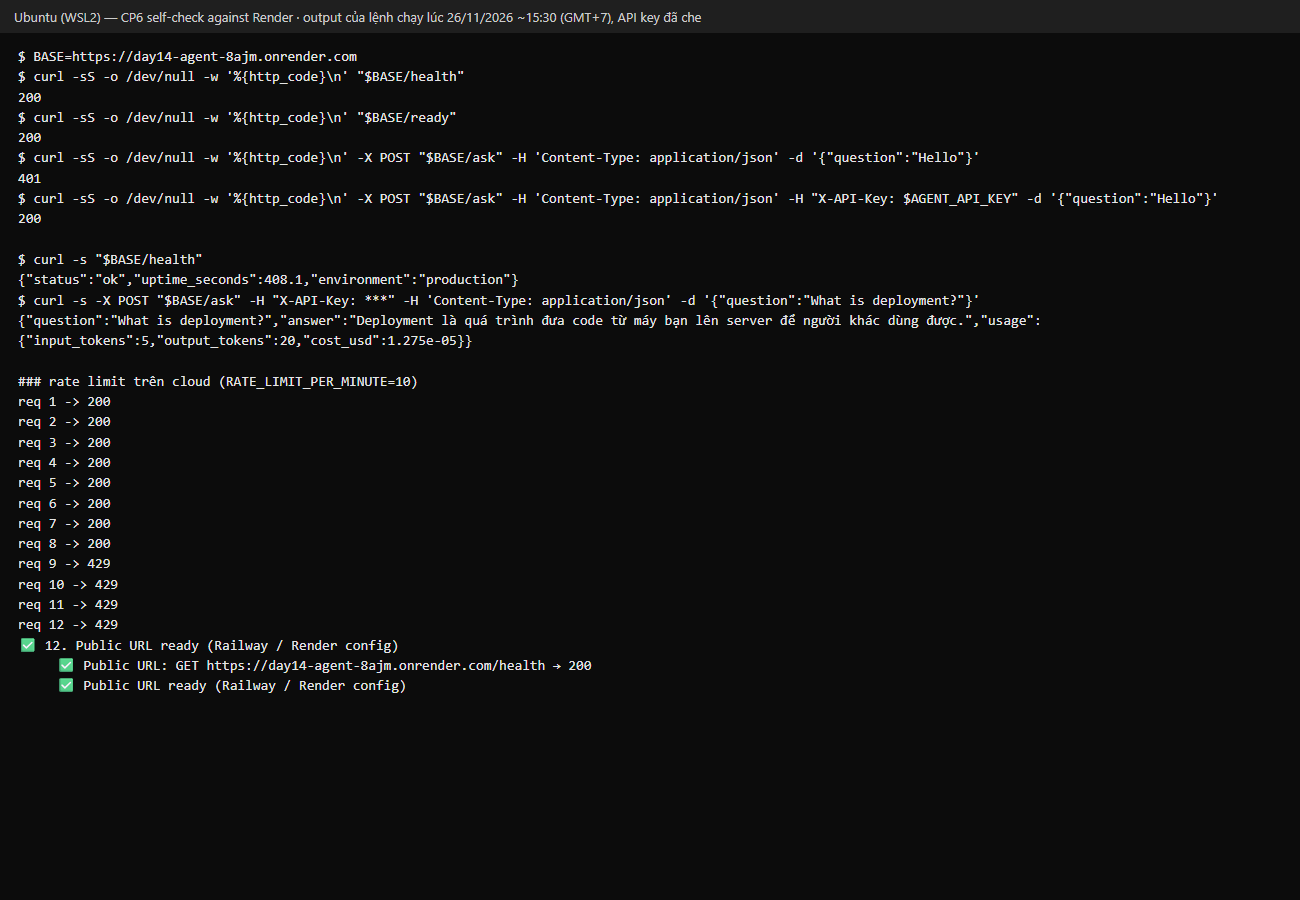 Ubuntu (WSL2) — CP6 self-check against Render · output của lệnh chạy lúc 26/11/2026 ~15:30 (GMT+7), API key đã che
$ BASE=https://day14-agent-8ajm.onrender.com
$ curl -sS -o /dev/null -w '%{http_code}\n' "$BASE/health"
200
$ curl -sS -o /dev/null -w '%{http_code}\n' "$BASE/ready"
200
$ curl -sS -o /dev/null -w '%{http_code}\n' -X POST "$BASE/ask" -H 'Content-Type: application/json' -d '{"question":"Hello"}'
401
$ curl -sS -o /dev/null -w '%{http_code}\n' -X POST "$BASE/ask" -H 'Content-Type: application/json' -H "X-API-Key: $AGENT_API_KEY" -d '{"question":"Hello"}'
200
$ curl -s "$BASE/health"
{"status":"ok","uptime_seconds":408.1,"environment":"production"}
$ curl -s -X POST "$BASE/ask" -H "X-API-Key: ***" -H 'Content-Type: application/json' -d '{"question":"What is deployment?"}'
{"question":"What is deployment?","answer":"Deployment là quá trình đưa code từ máy bạn lên server để người khác dùng được.","usage":
{"input_tokens":5,"output_tokens":20,"cost_usd":1.275e-05}}
### rate limit trên cloud (RATE_LIMIT_PER_MINUTE=10)
req 1 -> 200
req 2 -> 200
req 3 -> 200
req 4 -> 200
req 5 -> 200
req 6 -> 200
req 7 -> 200
req 8 -> 200
req 9 -> 429
req 10 -> 429
req 11 -> 429
req 12 -> 429
✅ 12. Public URL ready (Railway / Render config)
✅ Public URL: GET https://day14-agent-8ajm.onrender.com/health → 200
✅ Public URL ready (Railway / Render config)